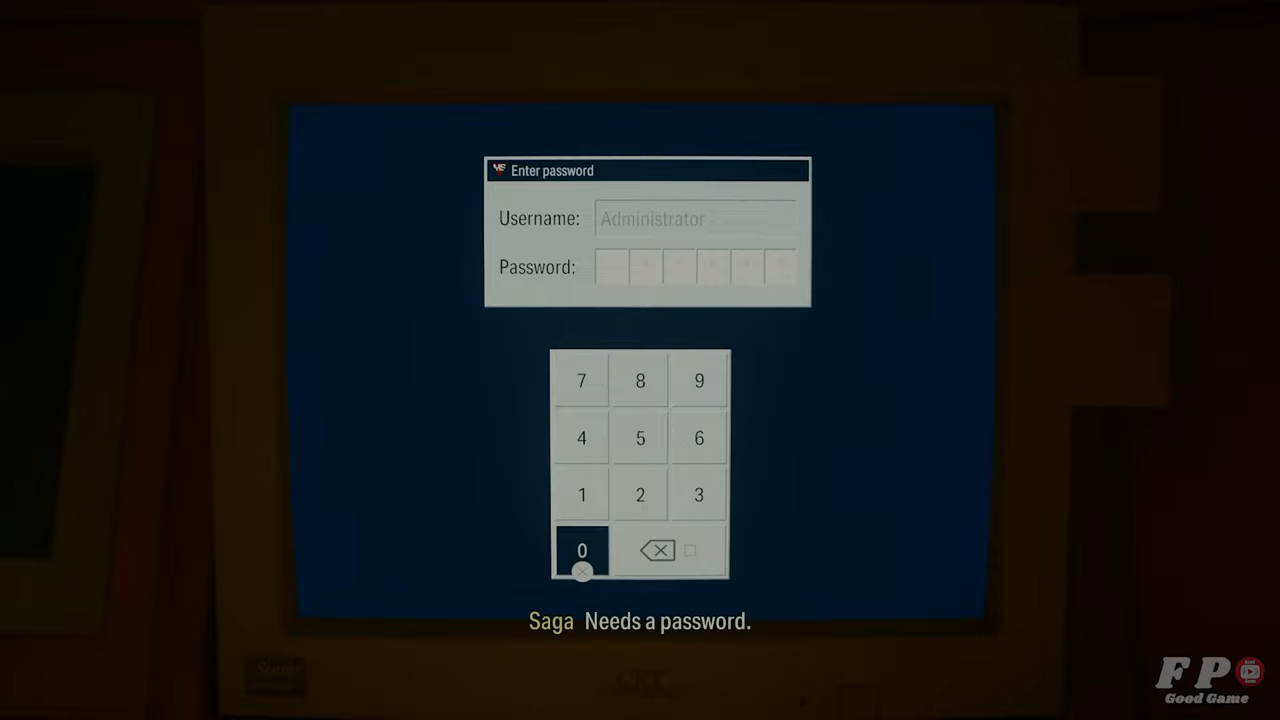 Enter password
Username: Administrator
Password:
7 8 9
4 5 6
1 2 3
0
Saga Needs a password.
FP
Good Game